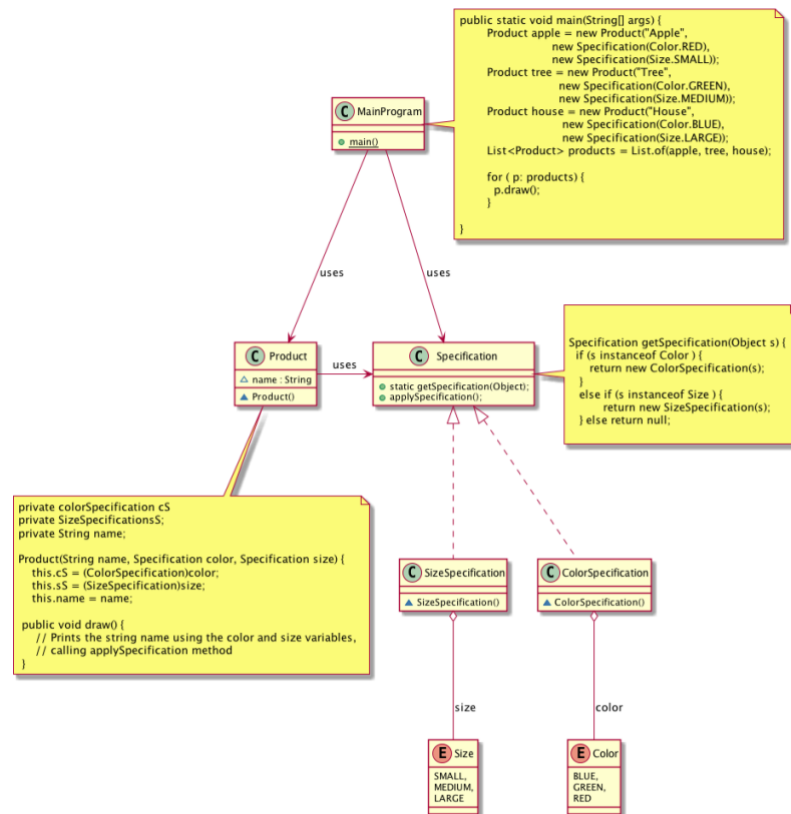 public static void main(String[] args) {
Product apple = new Product("Apple",
new Specification(Color.RED),
new Specification(Size.SMALL));
Product tree = new Product("Tree",
new Specification(Color.GREEN),
new Specification(Size.MEDIUM));
Product house = new Product("House",
new Specification(Color.BLUE),
new Specification(Size.LARGE));
List<Product> products = List.of(apple, tree, house);
for ( p: products) {
p.draw();
}
}
C MainProgram
main()
uses
uses
C Product
name : String
Product()
uses
C Specification
static getSpecification(Object);
applySpecification();
Specification getSpecification(Object s) {
if (s instanceof Color ) {
return new ColorSpecification(s);
}
else if (s instanceof Size ) {
return new SizeSpecification(s);
} else return null;
private colorSpecification cS
private SizeSpecificationsS;
private String name;
Product(String name, Specification color, Specification size) {
this.cS = (ColorSpecification)color;
this.sS = (SizeSpecification)size;
this.name = name;
public void draw() {
// Prints the string name using the color and size variables,
// calling applySpecification method
}
C SizeSpecification
SizeSpecification()
C ColorSpecification
ColorSpecification()
size
color
E Size
SMALL,
MEDIUM,
LARGE
E Color
BLUE,
GREEN,
RED